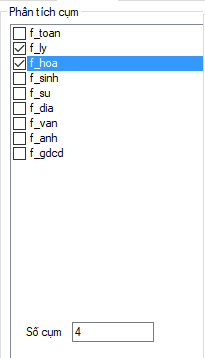 Phân tích cụm
f_toan
f_ly
f_hoa
f_sinh
f_su
f_dia
f_van
f_anh
f_gdcd
Số cụm 4